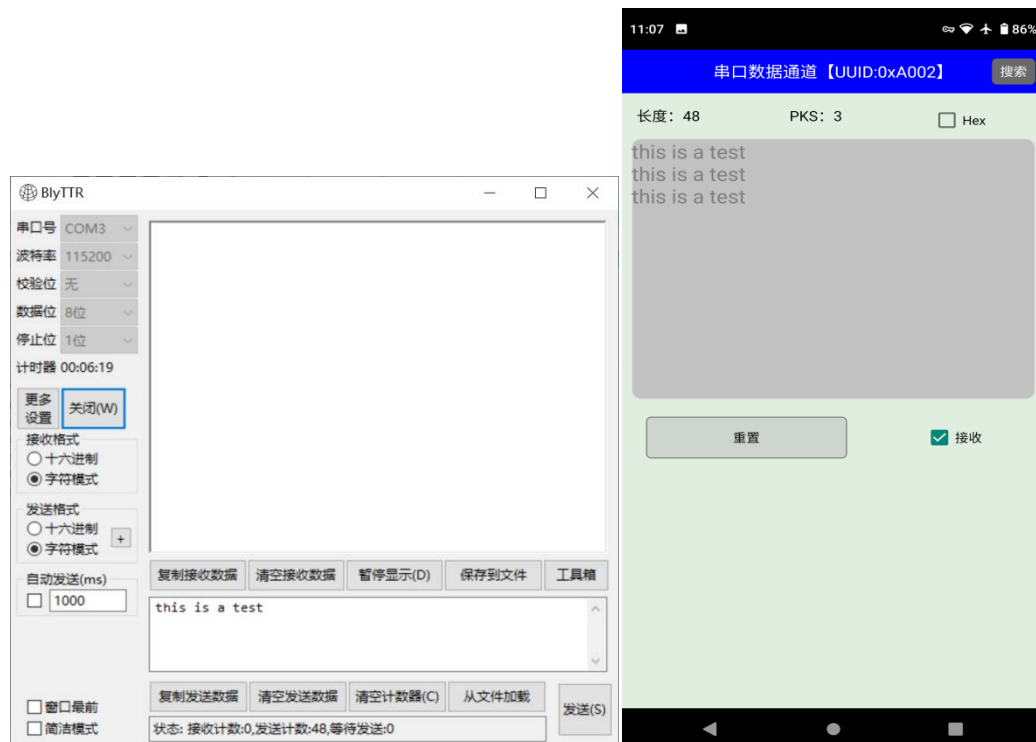 BlyTTR
串口号 COM3
波特率 115200
校验位 无
数据位 8位
停止位 1位
计时器 00:06:19
更多
设置
关闭(W)
接收格式
十六进制
字符模式
发送格式
十六进制
字符模式
+
自动发送(ms)
1000
窗口最前
简洁模式
复制接收数据 清空接收数据 暂停显示(D) 保存到文件 工具箱
this is a test
复制发送数据 清空发送数据 清空计数器(C) 从文件加载
发送(S)
状态: 接收计数:0,发送计数:48,等待发送:0
11:07 86%
串口数据通道【UUID:0xA002】 搜索
长度：48 PKS：3 Hex
this is a test
this is a test
this is a test
重置 接收